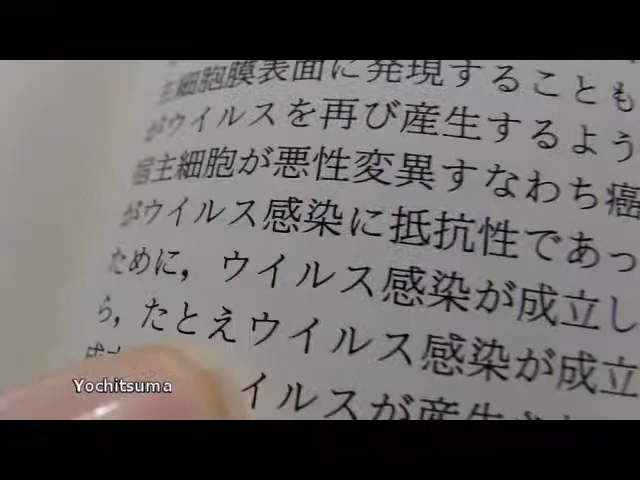 主細胞膜表面に発現することも
がウイルスを再び産生するよう
宿主細胞が悪性変異すなわち癌
がウイルス感染に抵抗性であっ
ために，ウイルス感染が成立し
ら，たとえウイルス感染が成立
イルスが産生
Yochitsuma